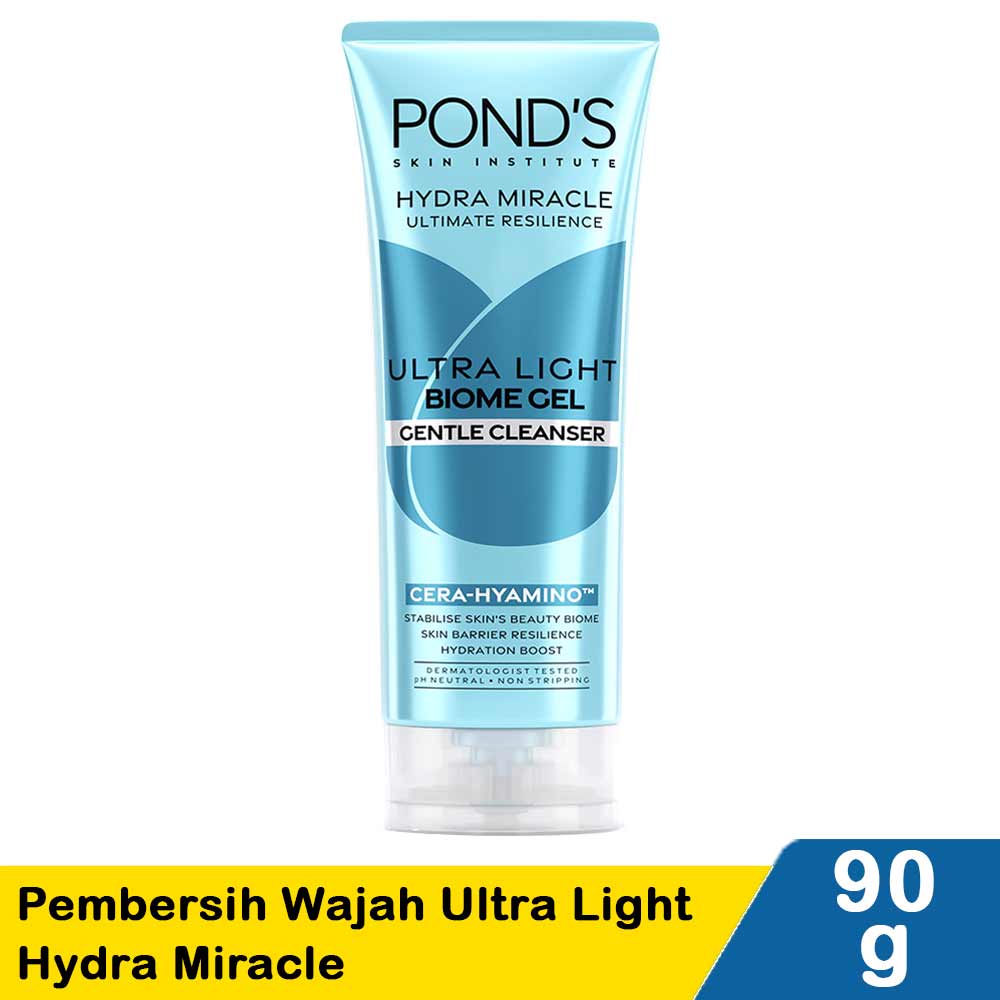 POND'S
SKIN INSTITUTE
HYDRA MIRACLE
ULTIMATE RESILIENCE
ULTRA LIGHT
BIOME GEL
GENTLE CLEANSER
CERA-HYAMINO™
STABILISE SKIN'S BEAUTY BIOME
SKIN BARRIER RESILIENCE
HYDRATION BOOST
DERMATOLOGIST TESTED
pH NEUTRAL • NON STRIPPING
Pembersih Wajah Ultra Light
Hydra Miracle
90
g